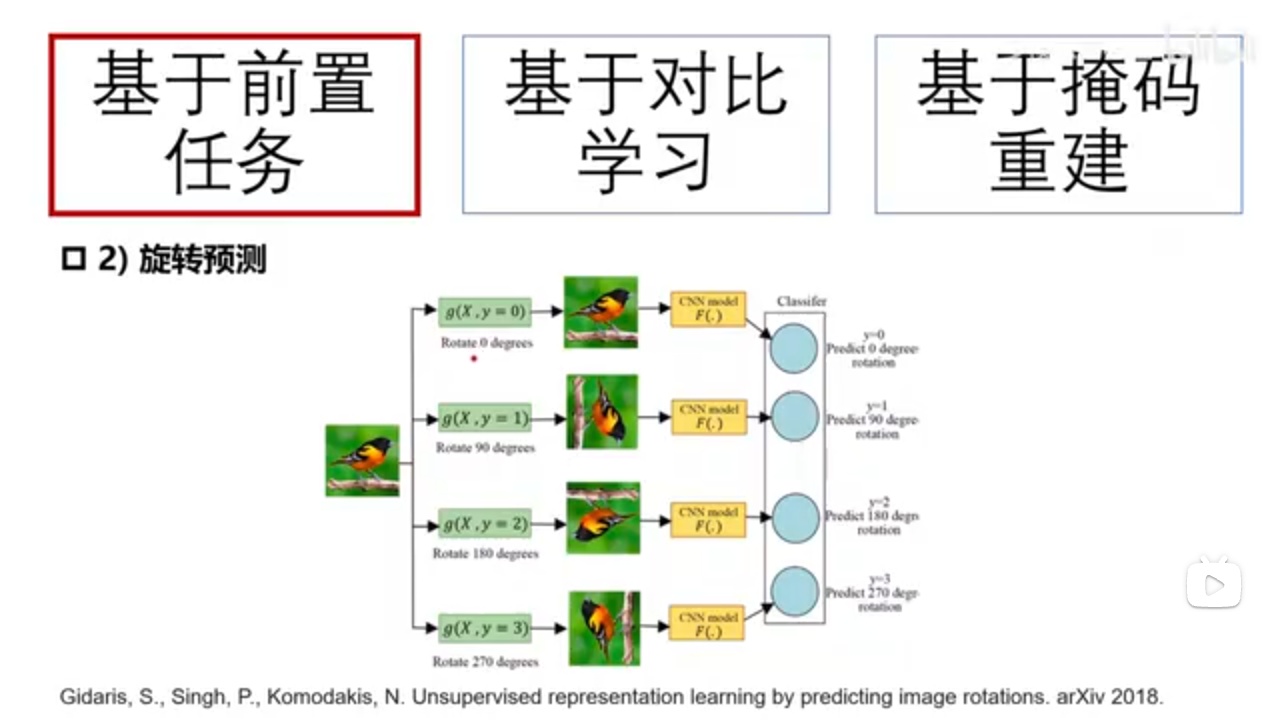 基于前置
任务
基于对比
学习
基于掩码
重建
2) 旋转预测
g(X, y = 0)
Rotate 0 degrees
CNN model
F(.)
Classifer
y=0
Predict 0 degree
rotation
g(X, y = 1)
Rotate 90 degrees
CNN model
F(.)
y=1
Predict 90 degre
rotation
g(X, y = 2)
Rotate 180 degrees
CNN model
F(.)
y=2
Predict 180 degr
rotation
g(X, y = 3)
Rotate 270 degrees
CNN model
F(.)
y=3
Predict 270 degr
rotation
Gidaris, S., Singh, P., Komodakis, N. Unsupervised representation learning by predicting image rotations. arXiv 2018.